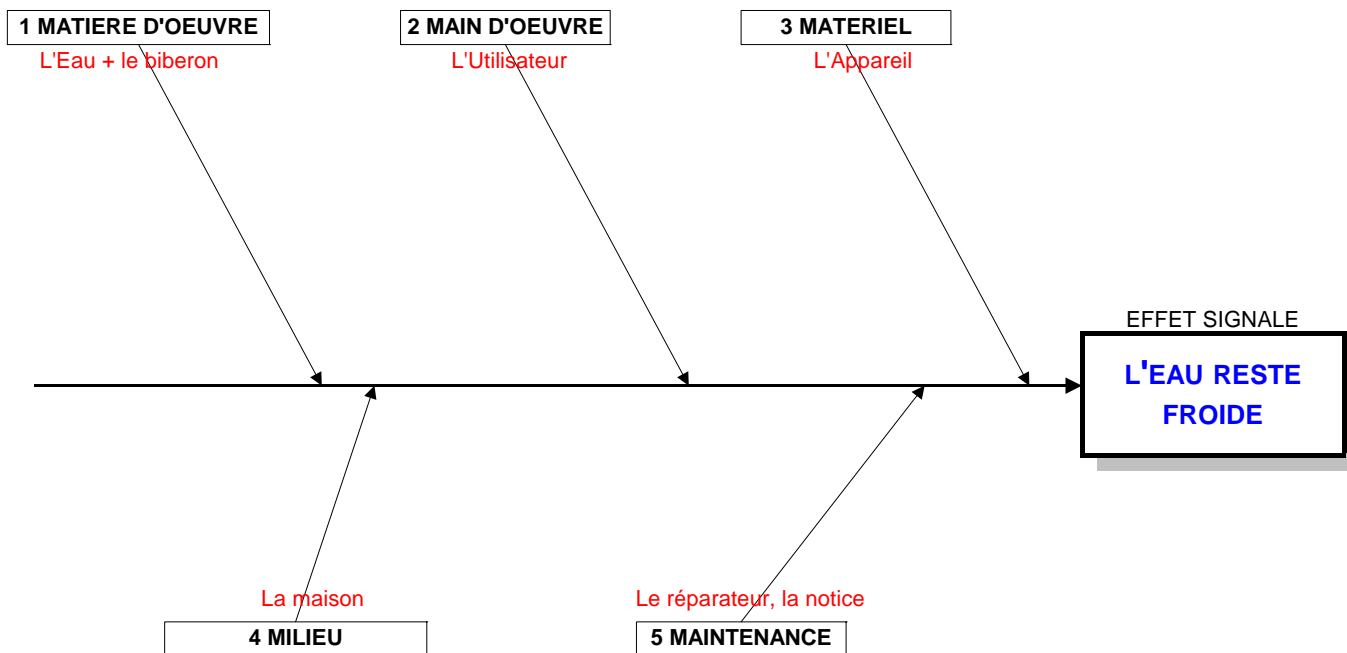 1 MATIERE D'OEUVRE
L'Eau + le biberon
2 MAIN D'OEUVRE
L'Utilisateur
3 MATERIEL
L'Appareil
EFFET SIGNALE
L'EAU RESTE
FROIDE
La maison
4 MILIEU
Le réparateur, la notice
5 MAINTENANCE